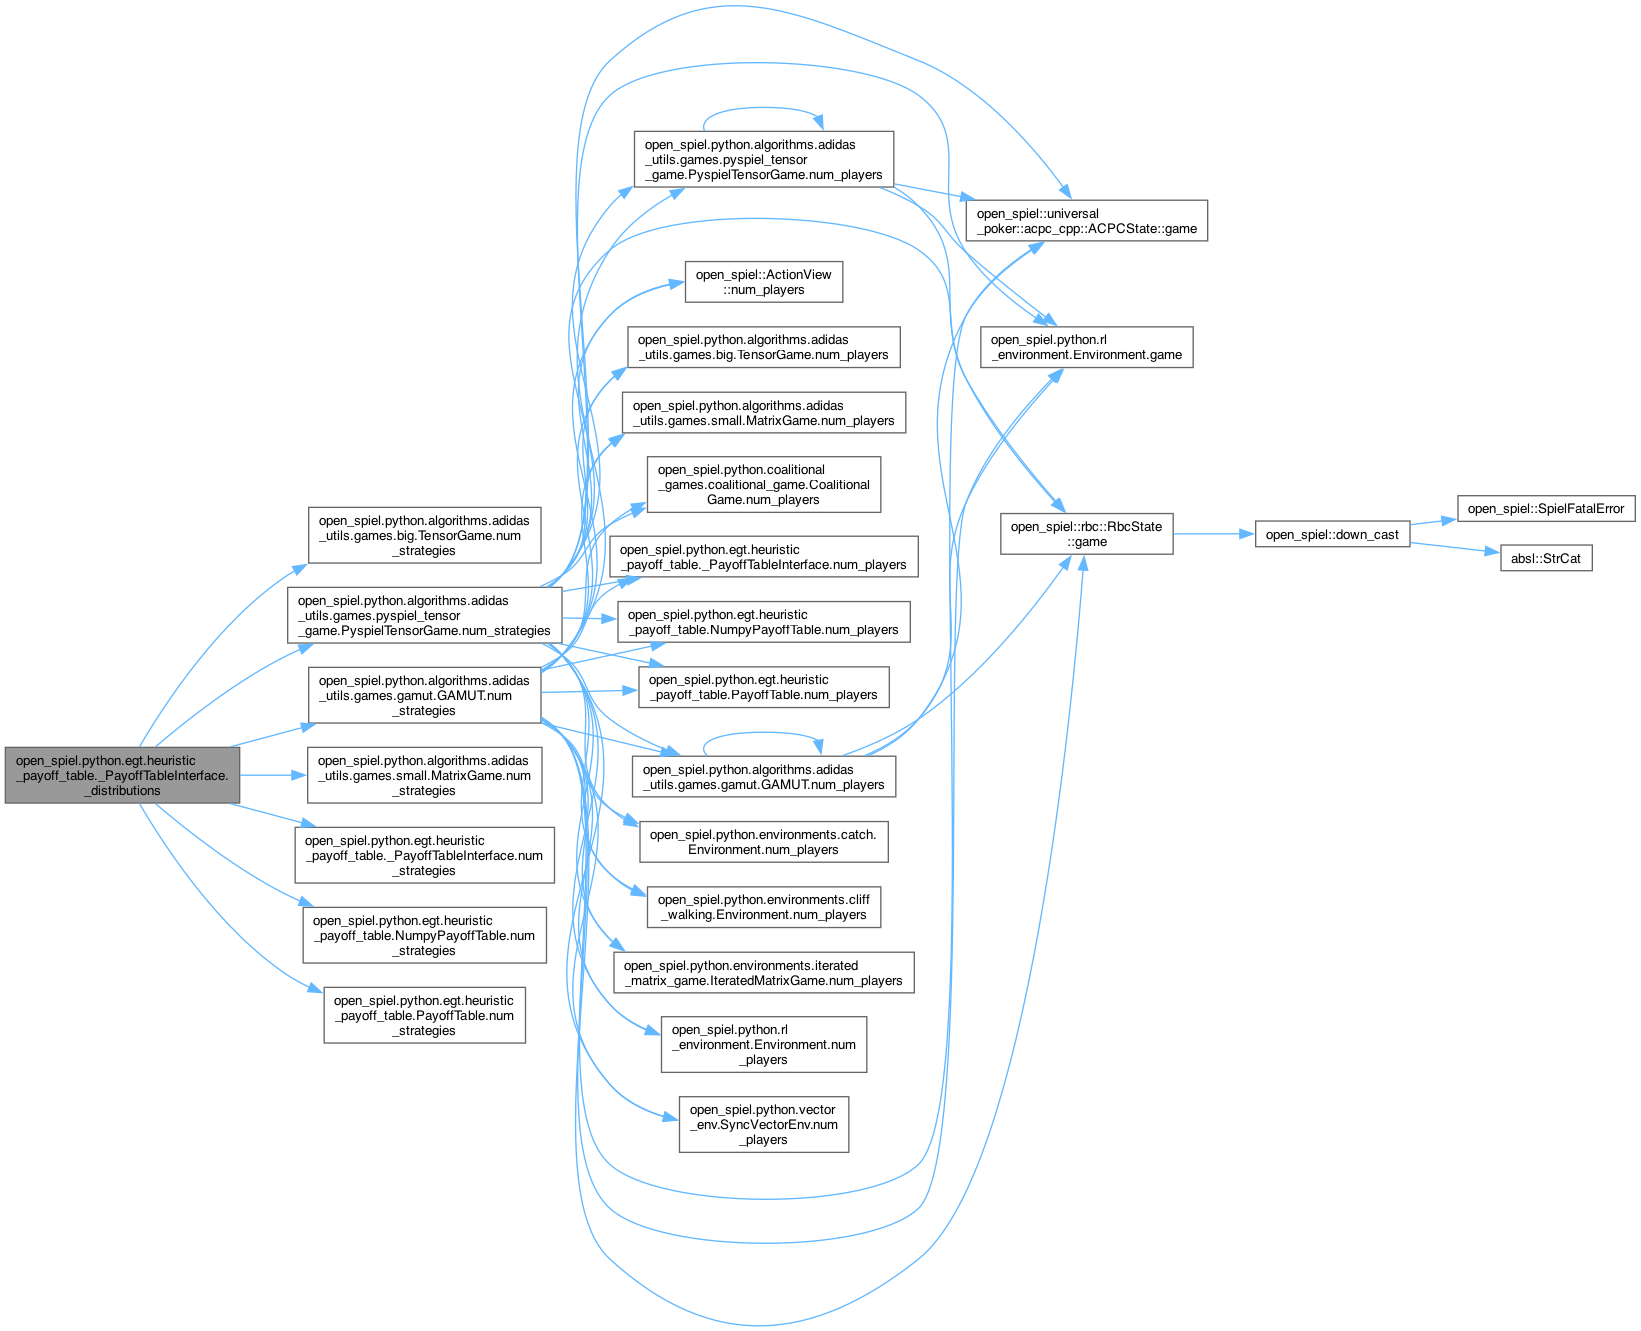 open_spiel.python.egt.heuristic
_payoff_table._PayoffTableInterface.
_distributions
open_spiel.python.algorithms.adidas
_utils.games.big.TensorGame.num
_strategies
open_spiel.python.algorithms.adidas
_utils.games.pyspiel_tensor
_game.PyspielTensorGame.num_strategies
open_spiel.python.algorithms.adidas
_utils.games.gamut.GAMUT.num
_strategies
open_spiel.python.algorithms.adidas
_utils.games.small.MatrixGame.num
_strategies
open_spiel.python.egt.heuristic
_payoff_table._PayoffTableInterface.num
_strategies
open_spiel.python.egt.heuristic
_payoff_table.NumpyPayoffTable.num
_strategies
open_spiel.python.egt.heuristic
_payoff_table.PayoffTable.num
_strategies
open_spiel.python.algorithms.adidas
_utils.games.pyspiel_tensor
_game.PyspielTensorGame.num_players
open_spiel::ActionView
::num_players
open_spiel.python.algorithms.adidas
_utils.games.big.TensorGame.num_players
open_spiel.python.algorithms.adidas
_utils.games.small.MatrixGame.num_players
open_spiel.python.coalitional
_games.coalitional_game.Coalitional
Game.num_players
open_spiel.python.egt.heuristic
_payoff_table._PayoffTableInterface.num_players
open_spiel.python.egt.heuristic
_payoff_table.NumpyPayoffTable.num_players
open_spiel.python.egt.heuristic
_payoff_table.PayoffTable.num_players
open_spiel.python.algorithms.adidas
_utils.games.gamut.GAMUT.num_players
open_spiel.python.environments.catch.
Environment.num_players
open_spiel.python.environments.cliff
_walking.Environment.num_players
open_spiel.python.environments.iterated
_matrix_game.IteratedMatrixGame.num_players
open_spiel.python.rl
_environment.Environment.num
_players
open_spiel.python.vector
_env.SyncVectorEnv.num
_players
open_spiel::universal
_poker::acpc_cpp::ACPCState::game
open_spiel.python.rl
_environment.Environment.game
open_spiel::rbc::RbcState
::game
open_spiel::down_cast
open_spiel::SpielFatalError
absl::StrCat